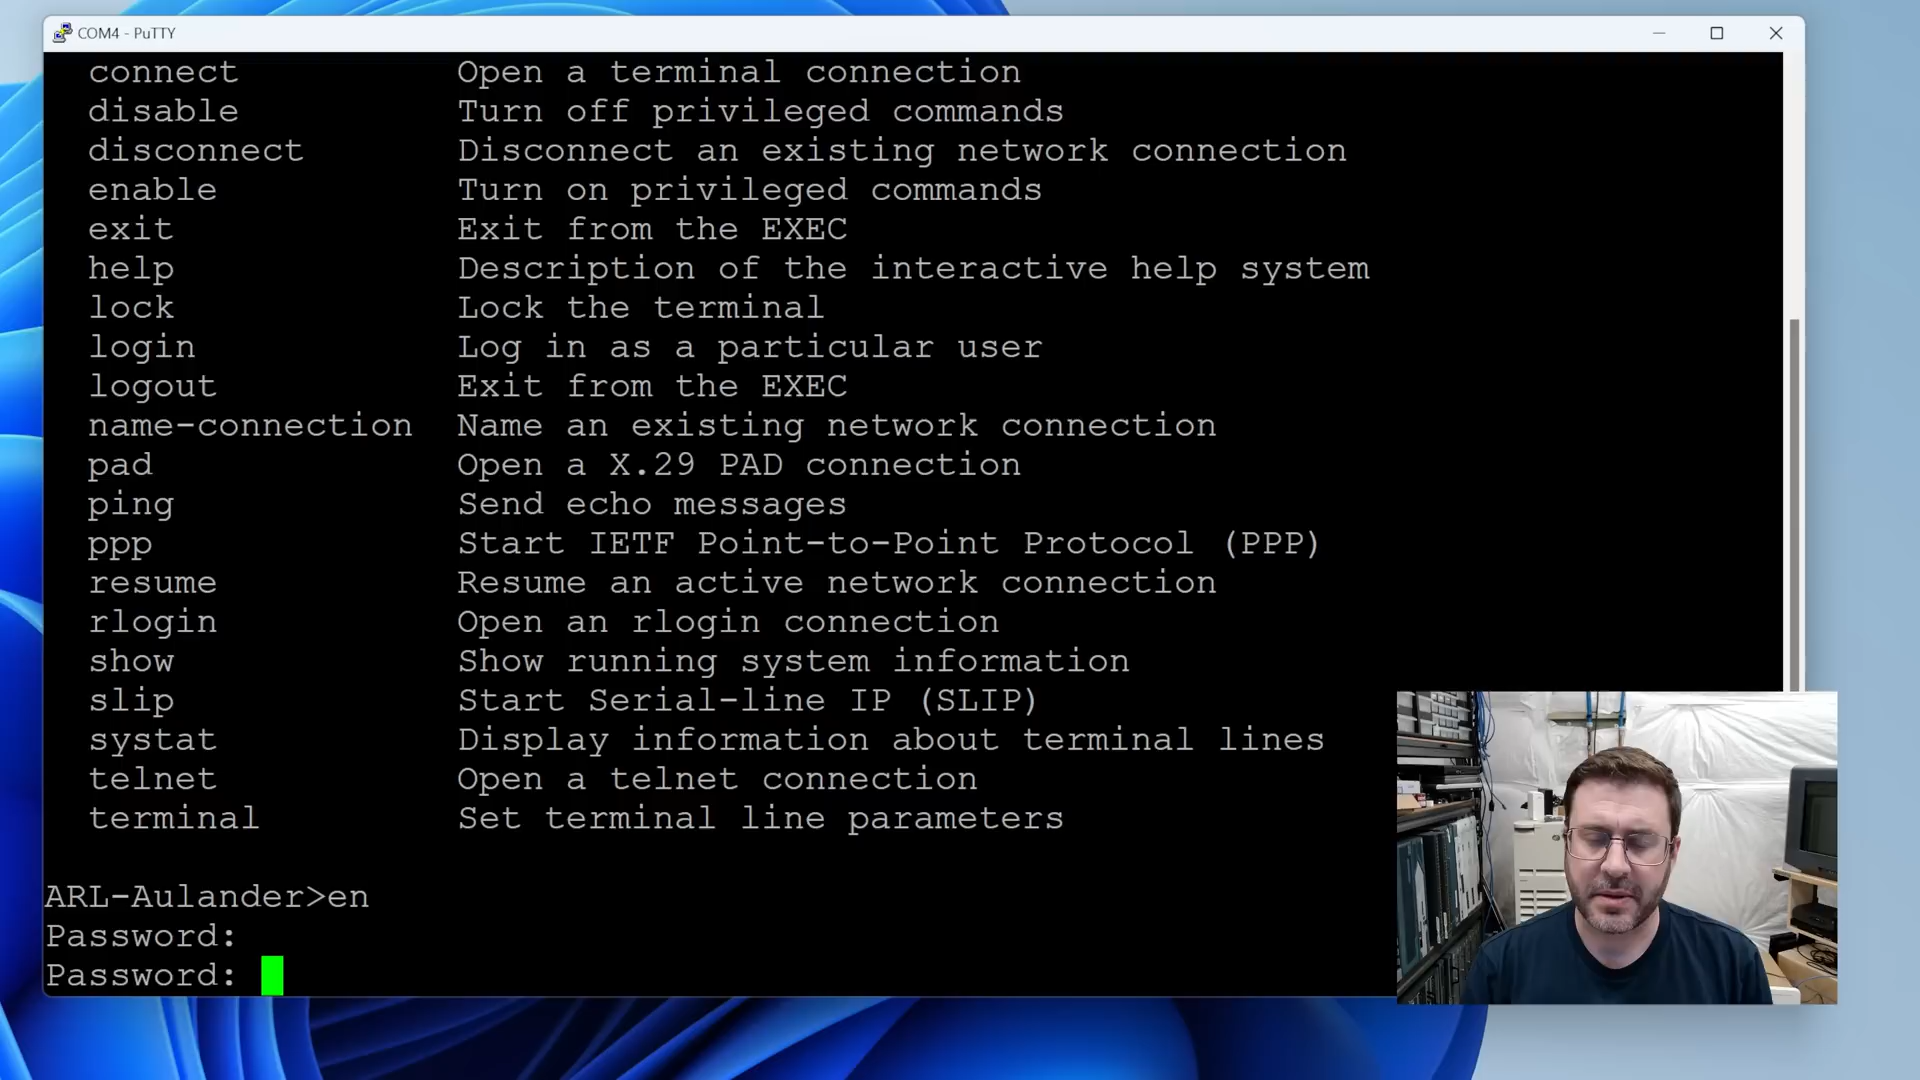 COM4 - PuTTY
connect Open a terminal connection
disable Turn off privileged commands
disconnect Disconnect an existing network connection
enable Turn on privileged commands
exit Exit from the EXEC
help Description of the interactive help system
lock Lock the terminal
login Log in as a particular user
logout Exit from the EXEC
name-connection Name an existing network connection
pad Open a X.29 PAD connection
ping Send echo messages
ppp Start IETF Point-to-Point Protocol (PPP)
resume Resume an active network connection
rlogin Open an rlogin connection
show Show running system information
slip Start Serial-line IP (SLIP)
systat Display information about terminal lines
telnet Open a telnet connection
terminal Set terminal line parameters
ARL-Aulander>en
Password:
Password: